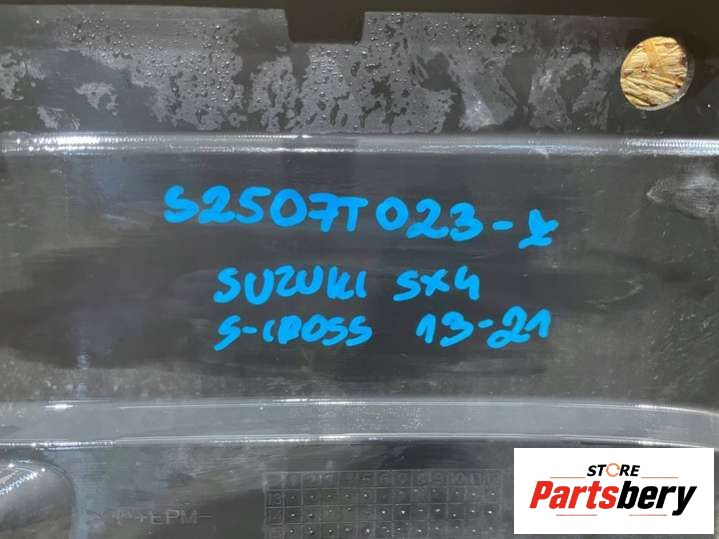 S2507T023-X
SUZUKI SX4
S-CROSS 13-21
STORE
Partsbery